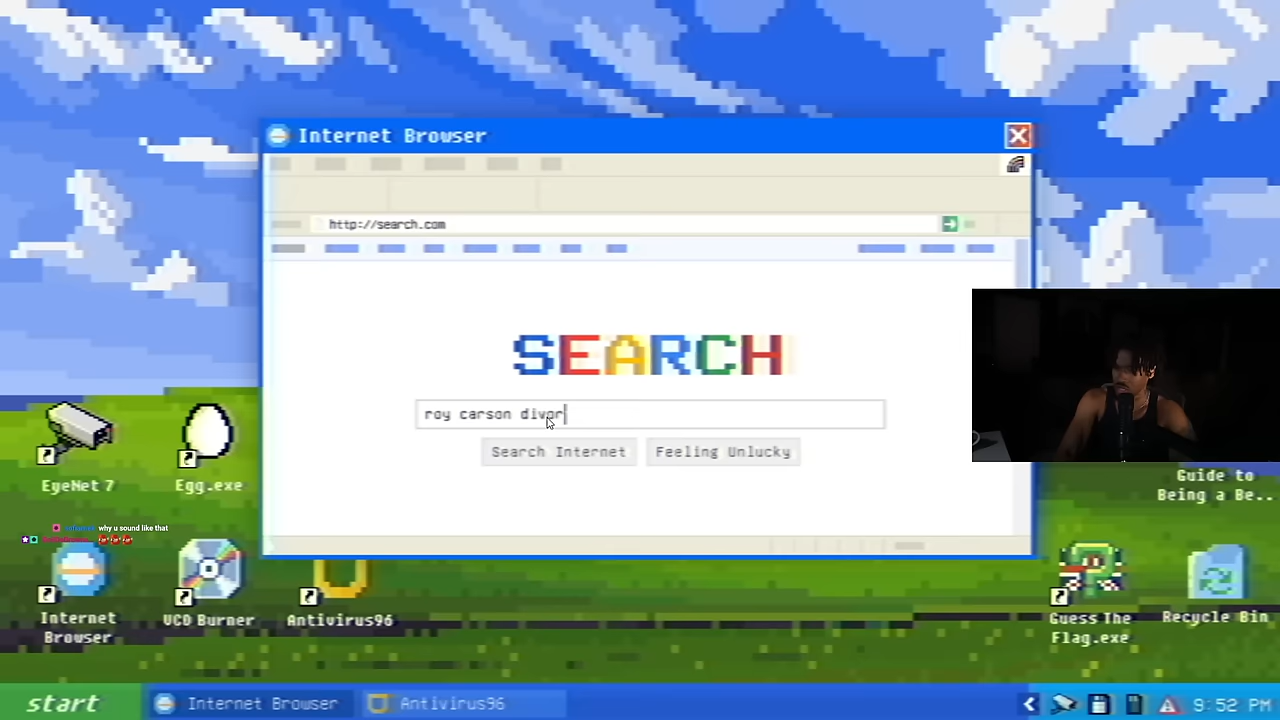 Internet Browser
http://search.com
SEARCH
roy carson divor
Search Internet
Feeling Unlucky
EyeNet 7
Egg.exe
Guide to
Being a Be..
why u sound like that
Internet
Browser
VCD Burner
Antivirus96
Guess The
Flag.exe
Recycle Bin
start
Internet Browser
Antivirus96
9:52 PM